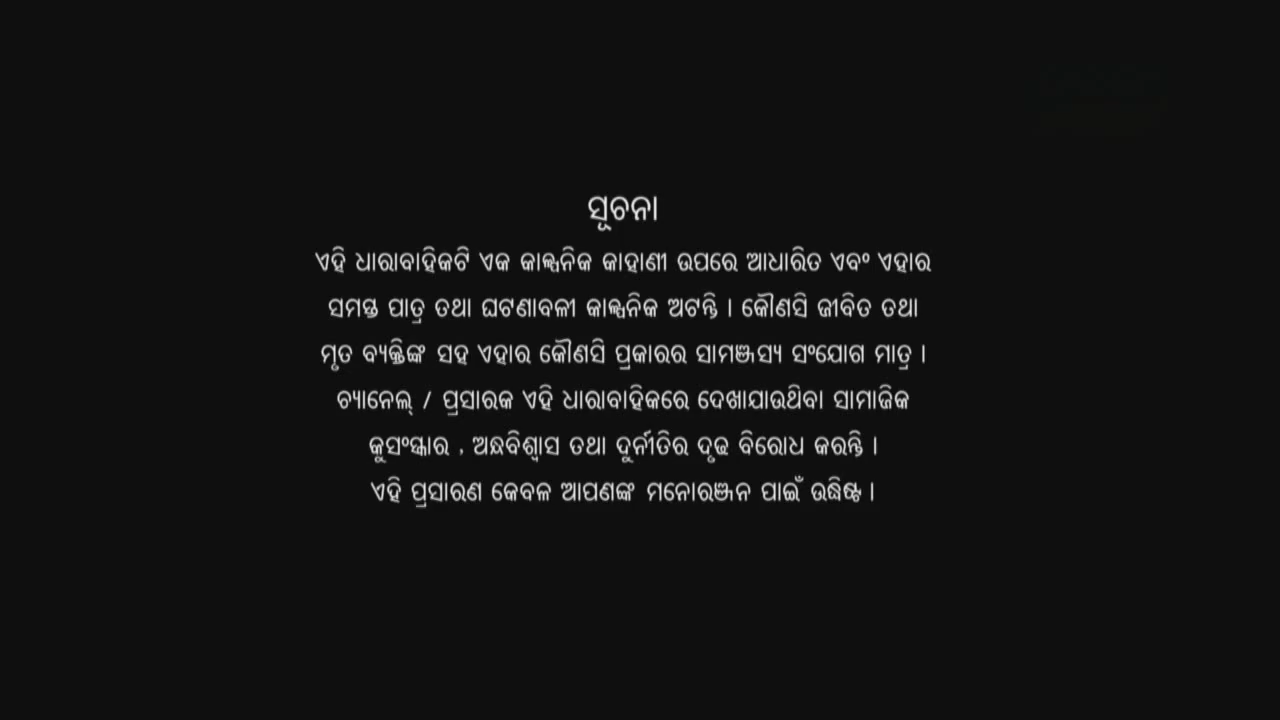 ସୂଚନା
ଏହି ଧାରାବାହିକଟି ଏକ କାଳ୍ପନିକ କାହାଣୀ ଉପରେ ଆଧାରିତ ଏବଂ ଏହାର
ସମସ୍ତ ପାତ୍ର ତଥା ଘଟଣାବଳୀ କାଳ୍ପନିକ ଅଟନ୍ତି । କୌଣସି ଜୀବିତ ତଥା
ମୃତ ବ୍ୟକ୍ତିଙ୍କ ସହ ଏହାର କୌଣସି ପ୍ରକାରର ସାମଞ୍ଜସ୍ୟ ସଂଯୋଗ ମାତ୍ର ।
ଚ୍ୟାନେଲ୍ / ପ୍ରସାରକ ଏହି ଧାରାବାହିକରେ ଦେଖାଯାଉଥିବା ସାମାଜିକ
କୁସଂସ୍କାର , ଅନ୍ଧବିଶ୍ୱାସ ତଥା ଦୁର୍ନୀତିର ଦୃଢ ବିରୋଧ କରନ୍ତି ।
ଏହି ପ୍ରସାରଣ କେବଳ ଆପଣଙ୍କ ମନୋରଞ୍ଜନ ପାଇଁ ଉଦ୍ଧିଷ୍ଟ ।